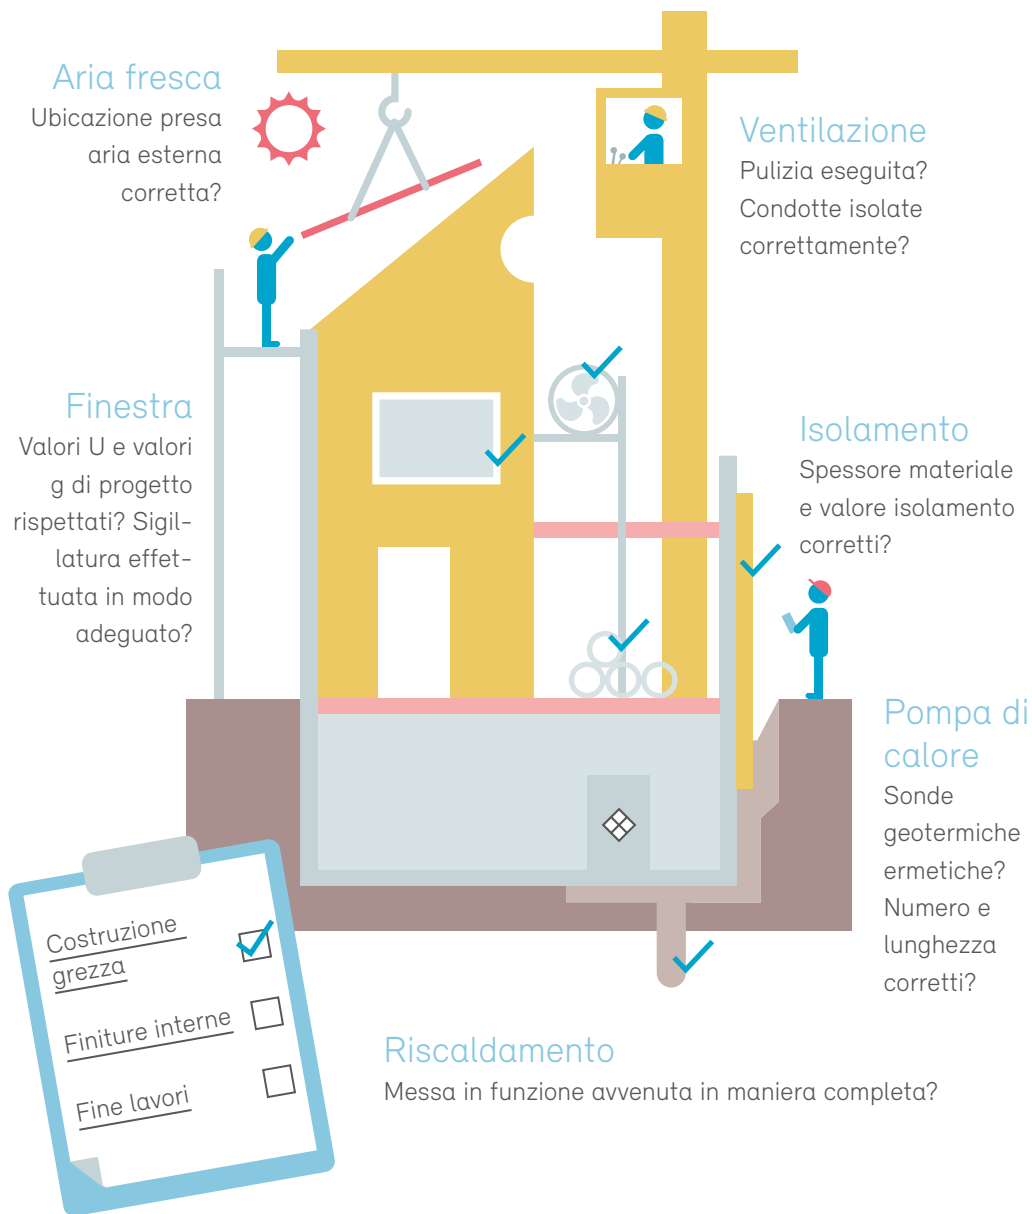 Aria fresca
Ubicazione presa
aria esterna
corretta?
Ventilazione
Pulizia eseguita?
Condotte isolate
correttamente?
Finestra
Valori U e valori
g di progetto
rispettati? Sigil-
latura effet-
tuata in modo
adeguato?
Isolamento
Spessore materiale
e valore isolamento
corretti?
Pompa di
calore
Sonde
geotermiche
ermetiche?
Numero e
lunghezza
corretti?
Costruzione
grezza
Finiture interne
Fine lavori
Riscaldamento
Messa in funzione avvenuta in maniera completa?